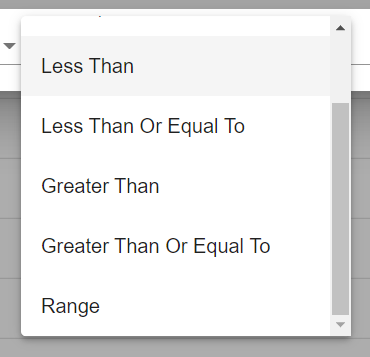 Less Than
Less Than Or Equal To
Greater Than
Greater Than Or Equal To
Range